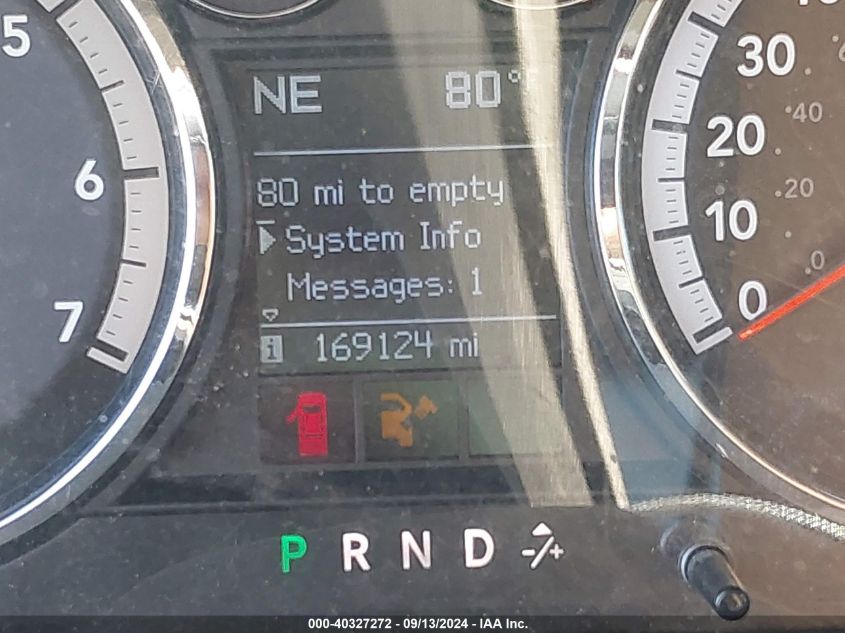 5
6
7
NE 80°
80 mi to empty
System Info
Messages: 1
i 169124 mi
30
20
10
0
40
20
0
P R N D -/+
000-40327272 - 09/13/2024 - IAA Inc.